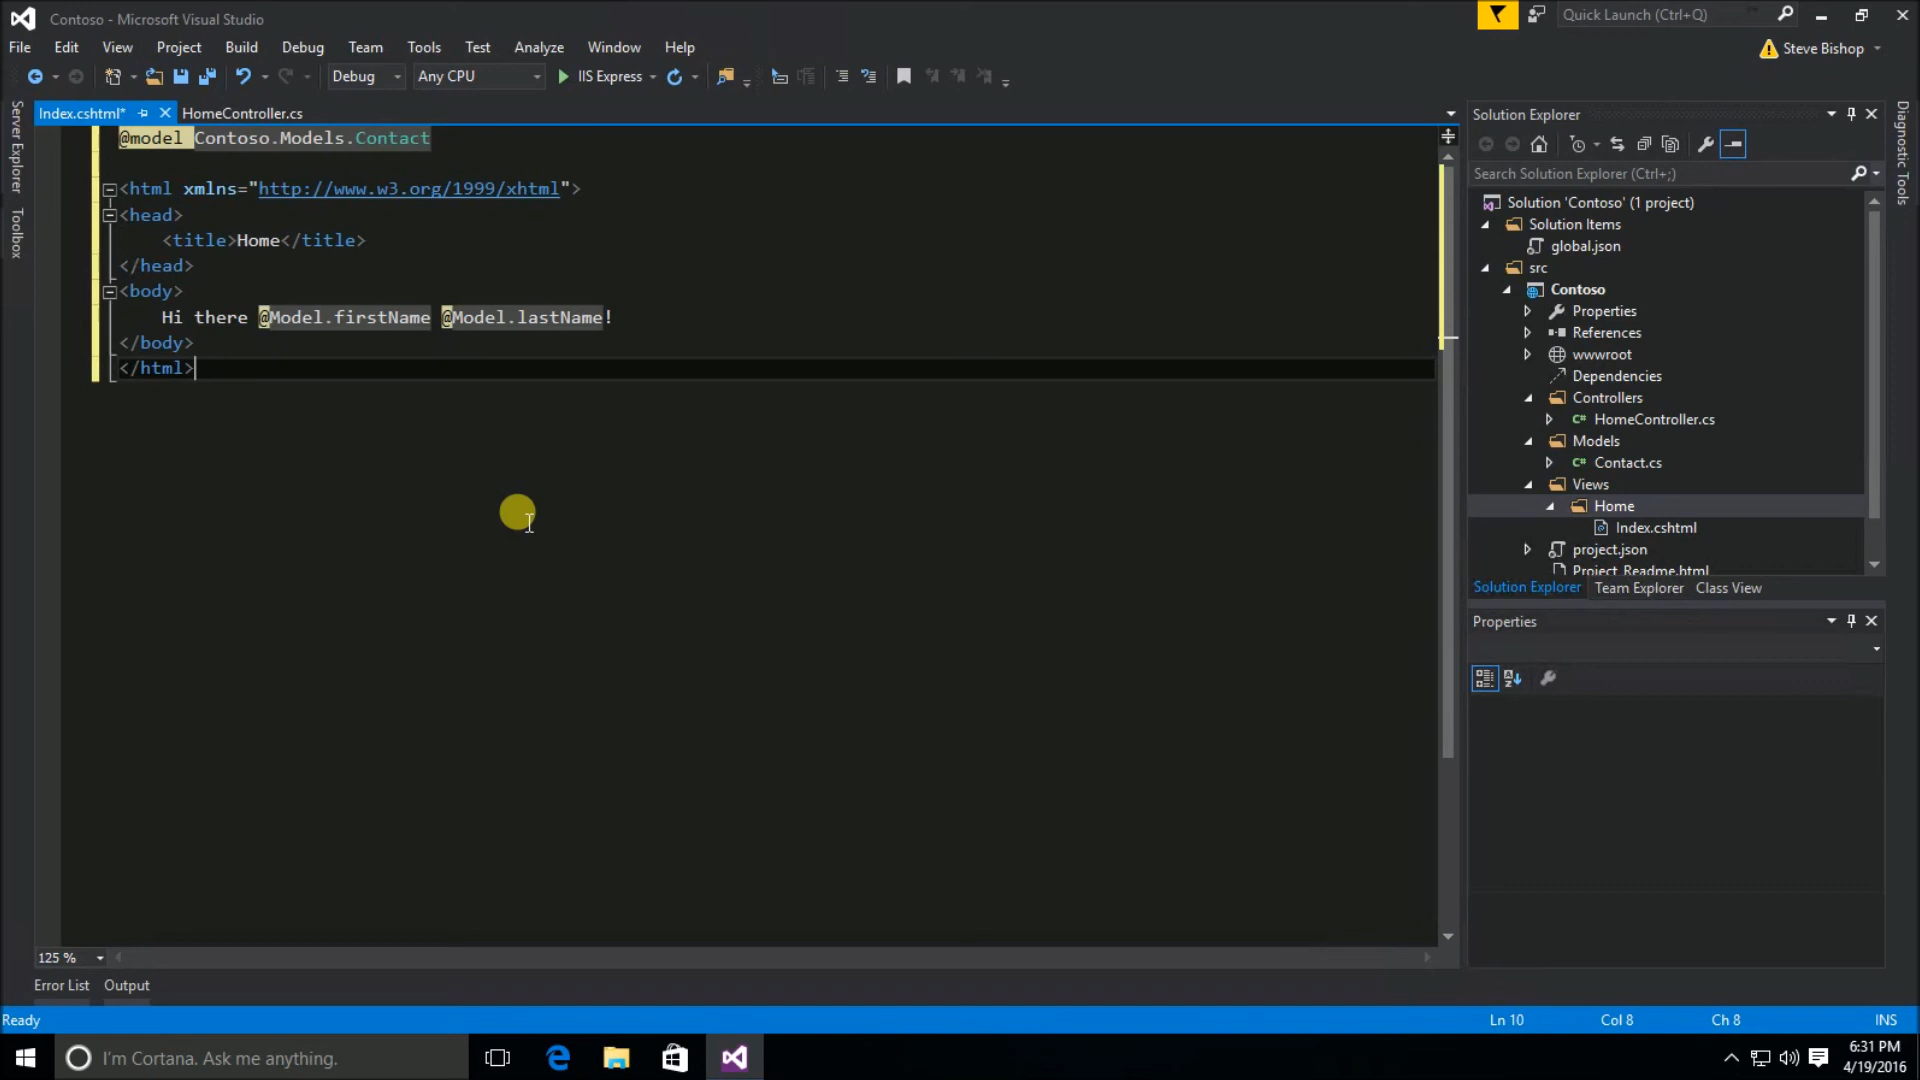 Contoso - Microsoft Visual Studio
Quick Launch (Ctrl+Q)
File Edit View Project Build Debug Team Tools Test Analyze Window Help
Steve Bishop
Debug Any CPU IIS Express
Server Explorer
Toolbox
Index.cshtml* HomeController.cs
@model Contoso.Models.Contact
<html xmlns="http://www.w3.org/1999/xhtml">
<head>
<title>Home</title>
</head>
<body>
Hi there @Model.firstName @Model.lastName!
</body>
</html>
125 %
Error List Output
Solution Explorer
Search Solution Explorer (Ctrl+;)
Solution 'Contoso' (1 project)
Solution Items
global.json
src
Contoso
Properties
References
wwwroot
Dependencies
Controllers
C# HomeController.cs
Models
C# Contact.cs
Views
Home
Index.cshtml
project.json
Project_Readme.html
Solution Explorer Team Explorer Class View
Properties
Diagnostic Tools
Ready Ln 10 Col 8 Ch 8 INS
I'm Cortana. Ask me anything.
6:31 PM
4/19/2016